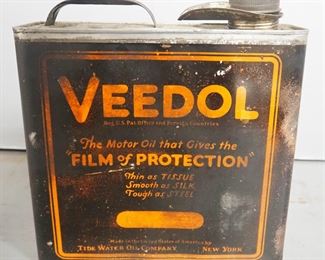 VEEDOL
Reg. U.S. Pat. Office and Foreign Countries
The Motor Oil that Gives the
"FILM of PROTECTION"
Thin as TISSUE
Smooth as SILK
Tough as STEEL
Made in the United States of America by
TIDE WATER OIL COMPANY NEW YORK